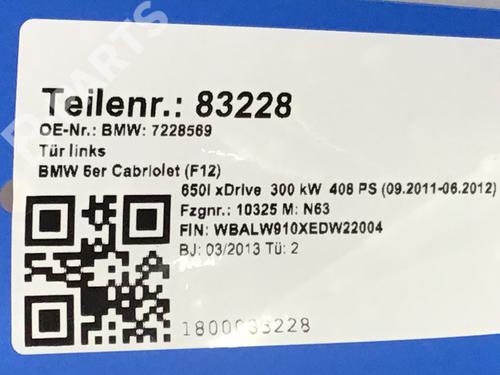 Teilenr.: 83228
OE-Nr.: BMW: 7228569
Tür links
BMW 6er Cabriolet (F12)
650i xDrive 300 kW 408 PS (09.2011-06.2012)
Fzgnr.: 10325 M: N63
FIN: WBALW910XEDW22004
BJ: 03/2013 Tü: 2
1800083228